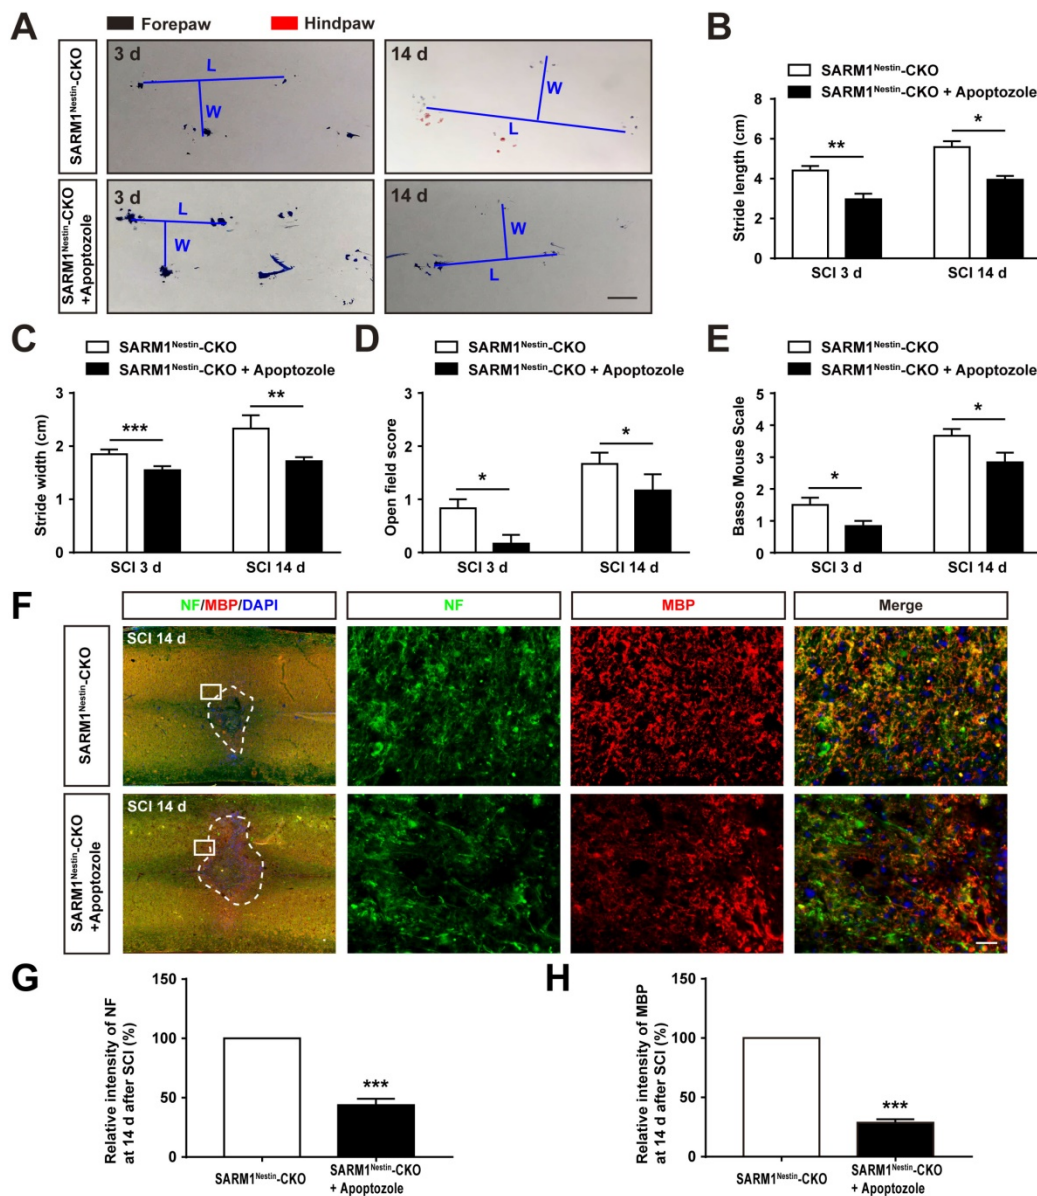 A
Forepaw
Hindpaw
SARM1Nestin-CKO
3 d
L
W
14 d
W
L
SARM1Nestin-CKO
+Apoptozole
3 d
L
W
14 d
W
L
B
SARM1Nestin-CKO
SARM1Nestin-CKO + Apoptozole
Stride length (cm)
8
6
4
2
0
**
*
SCI 3 d
SCI 14 d
C
SARM1Nestin-CKO
SARM1Nestin-CKO + Apoptozole
Stride width (cm)
3
2
1
0
***
**
SCI 3 d
SCI 14 d
D
SARM1Nestin-CKO
SARM1Nestin-CKO + Apoptozole
Open field score
3
2
1
0
*
*
SCI 3 d
SCI 14 d
E
SARM1Nestin-CKO
SARM1Nestin-CKO + Apoptozole
Basso Mouse Scale
5
4
3
2
1
0
*
*
SCI 3 d
SCI 14 d
F
NF/MBP/DAPI
NF
MBP
Merge
SARM1Nestin-CKO
SCI 14 d
SARM1Nestin-CKO
+Apoptozole
SCI 14 d
G
Relative intensity of NF
at 14 d after SCI (%)
150
100
50
0
***
SARM1Nestin-CKO
SARM1Nestin-CKO
+ Apoptozole
H
Relative intensity of MBP
at 14 d after SCI (%)
150
100
50
0
***
SARM1Nestin-CKO
SARM1Nestin-CKO
+ Apoptozole